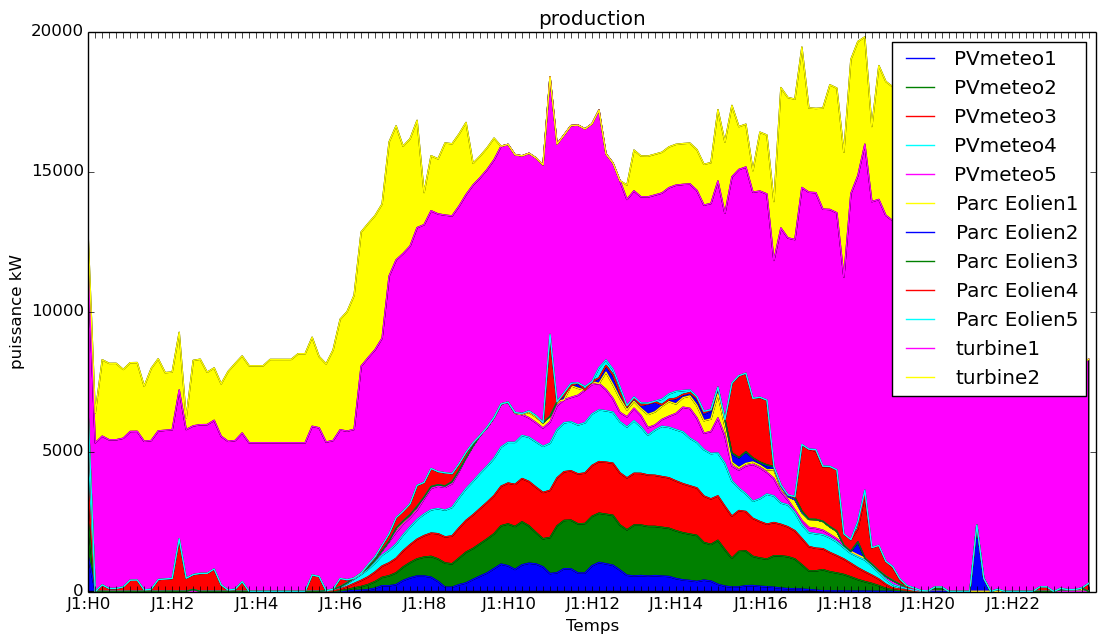 production
20000
15000
10000
5000
0
puissance kW
J1:H0 J1:H2 J1:H4 J1:H6 J1:H8 J1:H10 J1:H12 J1:H14 J1:H16 J1:H18 J1:H20 J1:H22
Temps
PVmeteo1
PVmeteo2
PVmeteo3
PVmeteo4
PVmeteo5
Parc Eolien1
Parc Eolien2
Parc Eolien3
Parc Eolien4
Parc Eolien5
turbine1
turbine2